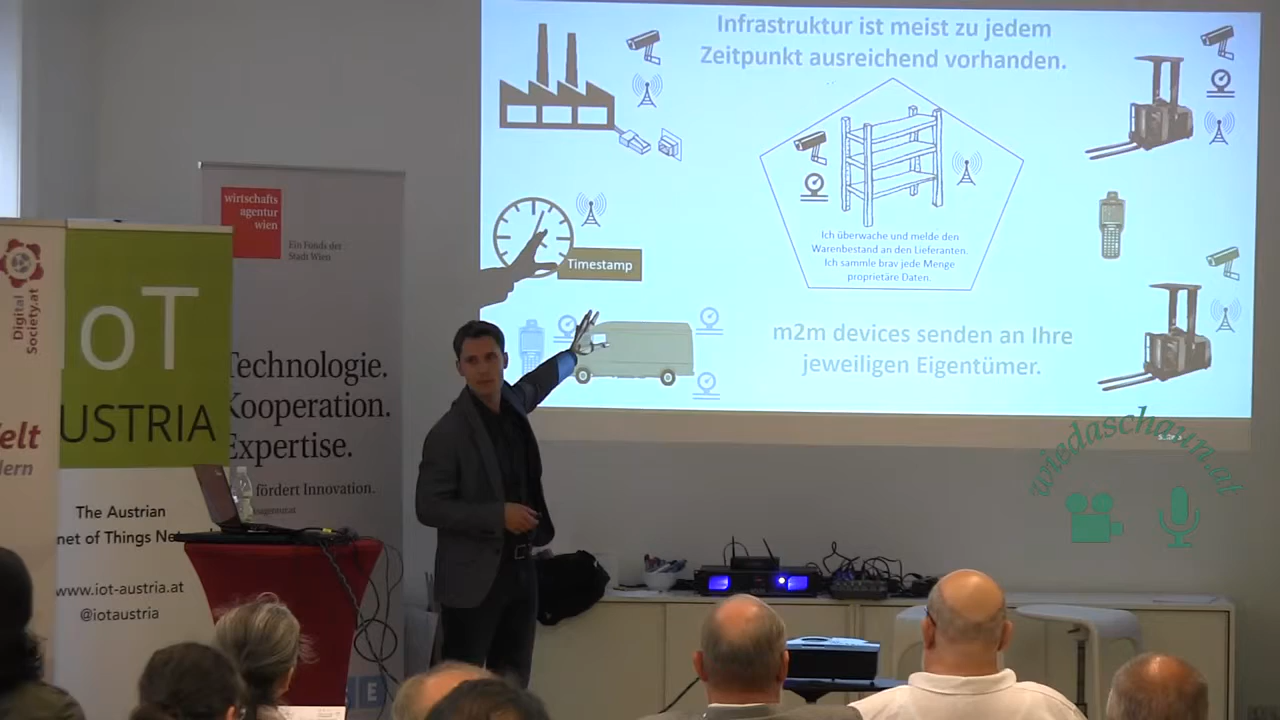 Infrastruktur ist meist zu jedem
Zeitpunkt ausreichend vorhanden.
Ich überwache und melde den
Warenbestand an den Lieferanten.
Ich sammle brav jede Menge
proprietäre Daten.
Timestamp
m2m devices senden an Ihre
jeweiligen Eigentümer.
wirtschafts
agentur
wien
Ein Fonds der
Stadt Wien
Technologie.
Kooperation.
Expertise.
fördert Innovation.
Digital
Society.at
IoT
AUSTRIA
elt
dern
The Austrian
net of Things Ne
www.iot-austria.at
@iotaustria
wiedaschaun.at